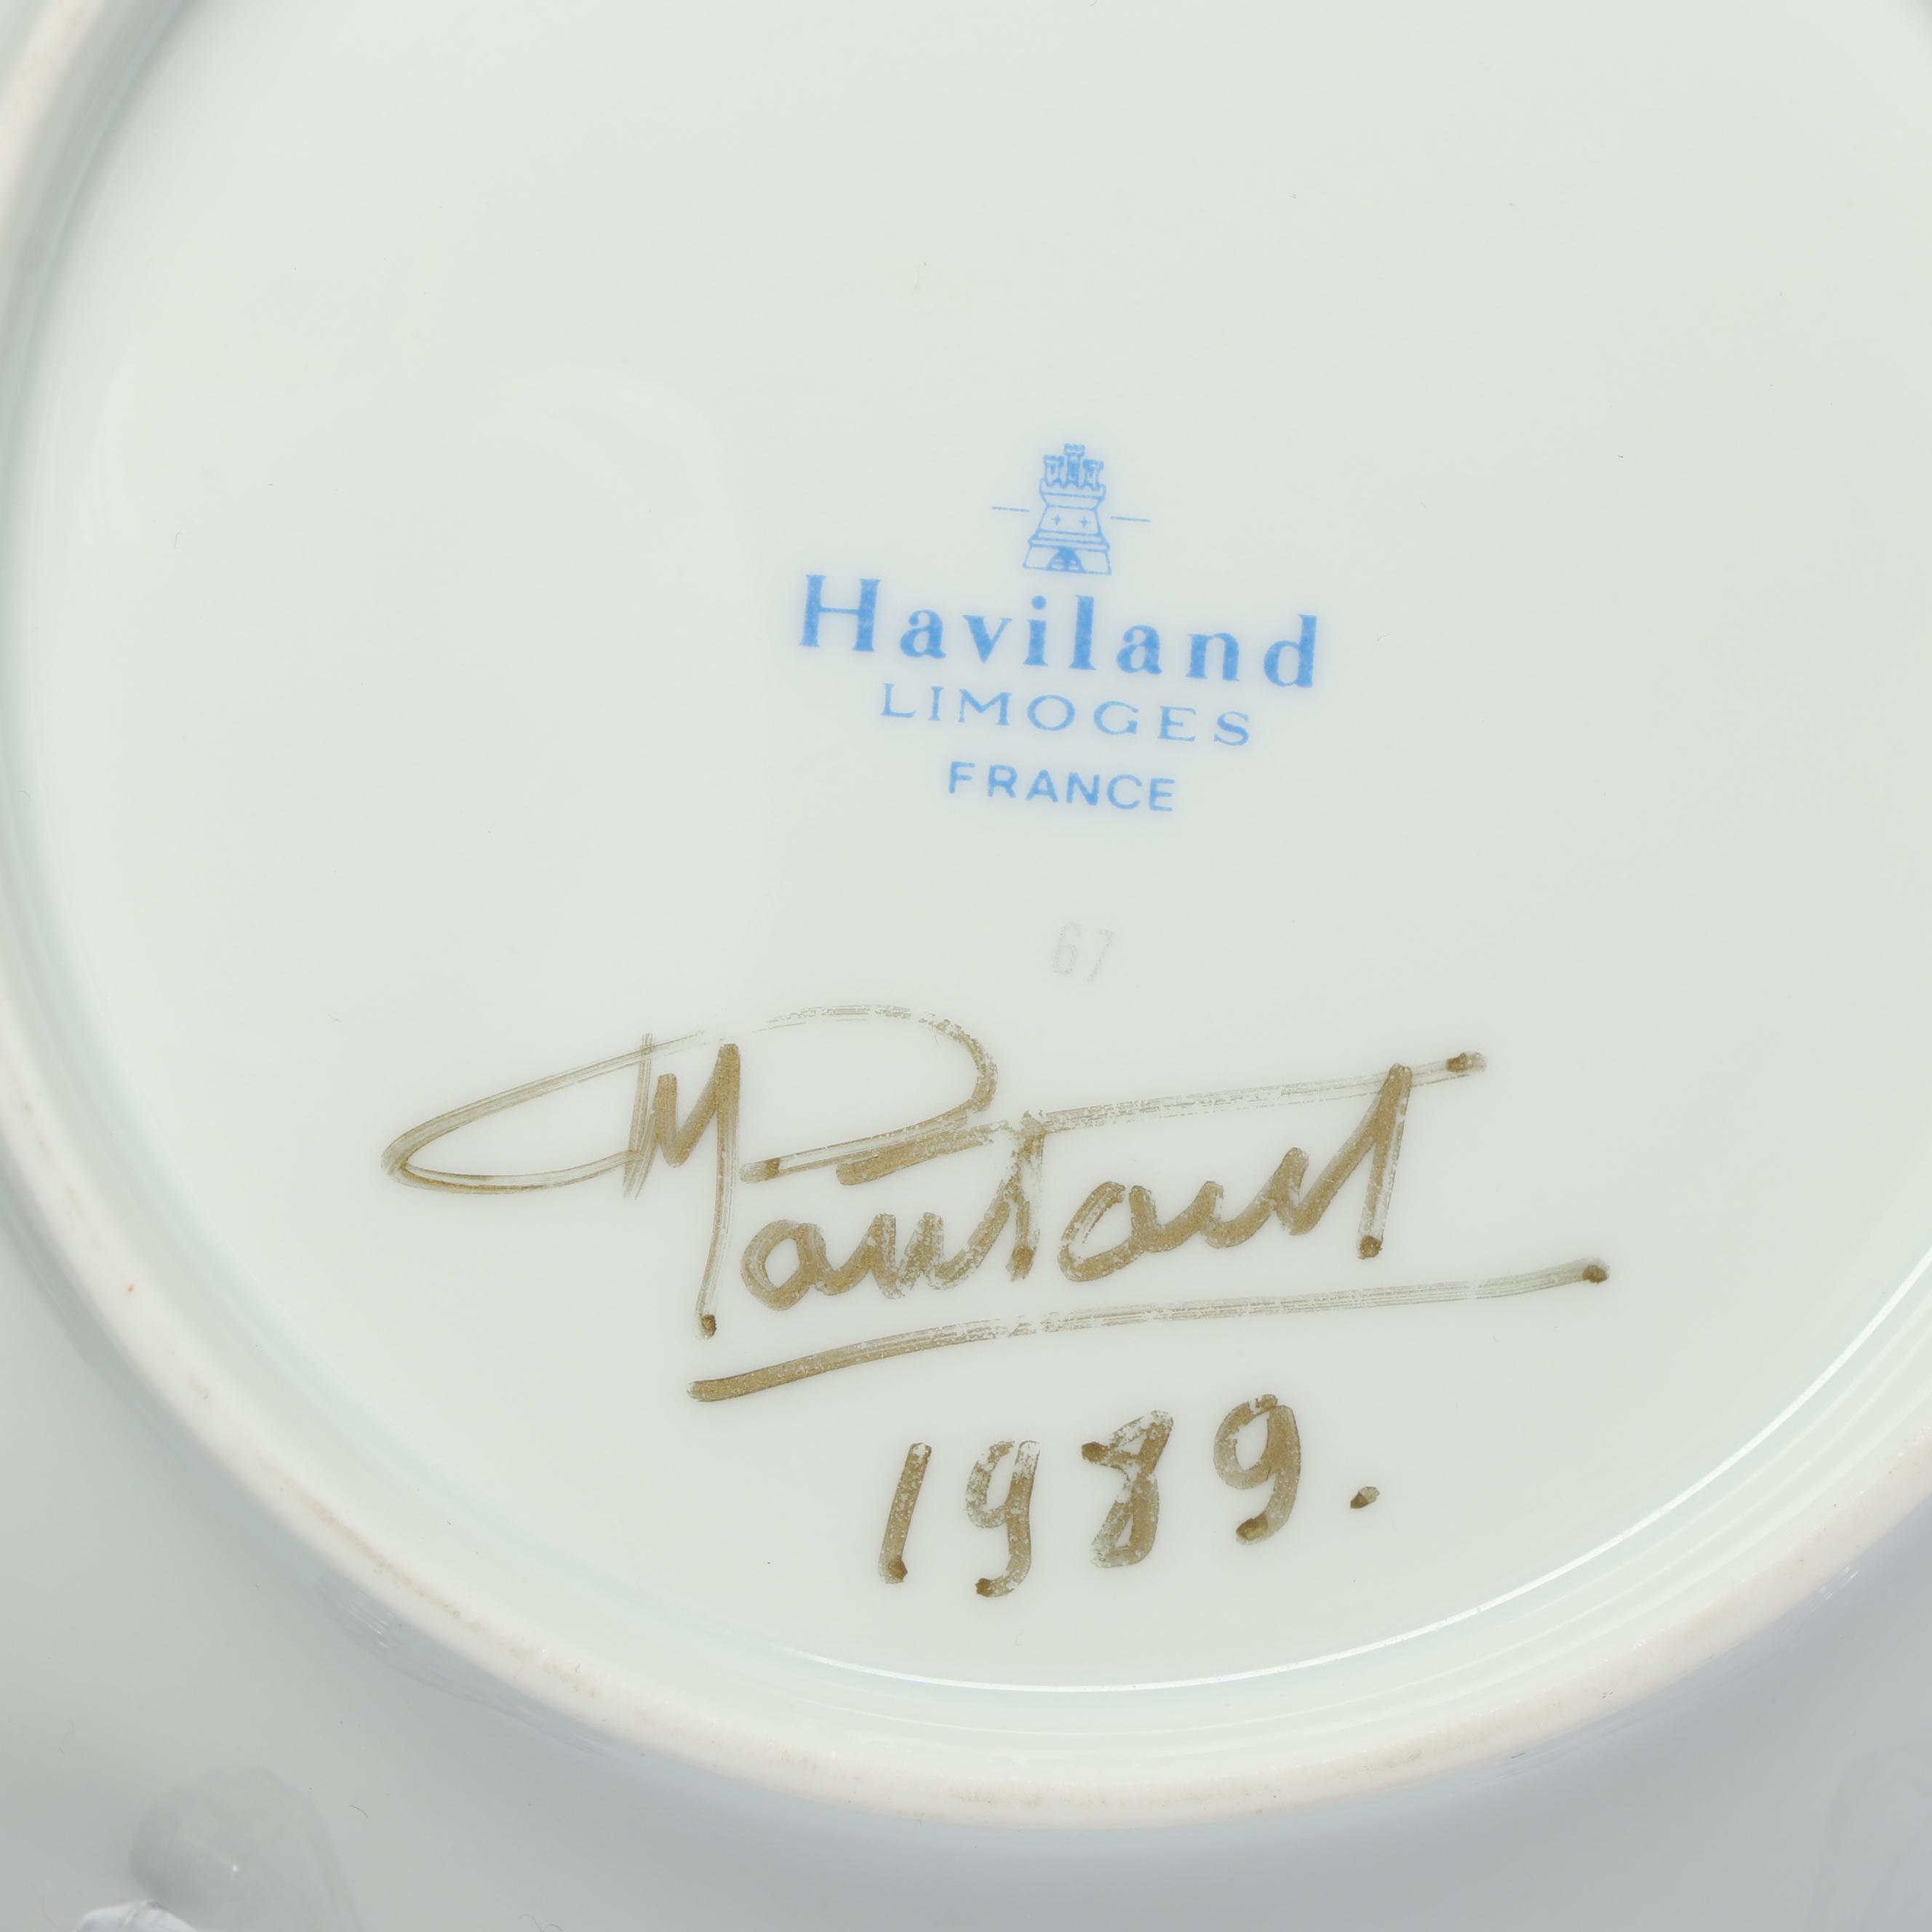 Haviland
LIMOGES
FRANCE
67
1989.